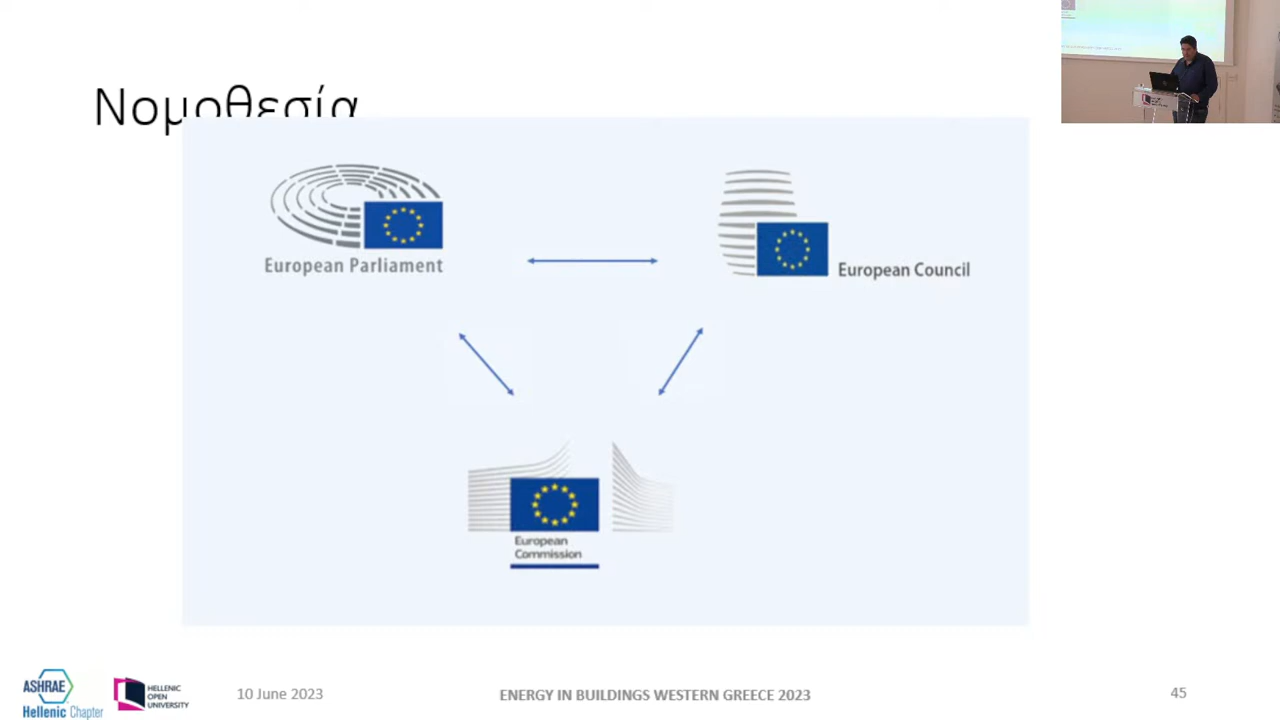 Νομοθεσία
European Parliament
European Council
European
Commission
ASHRAE
Hellenic Chapter
HELLENIC
OPEN
UNIVERSITY
10 June 2023
ENERGY IN BUILDINGS WESTERN GREECE 2023
45